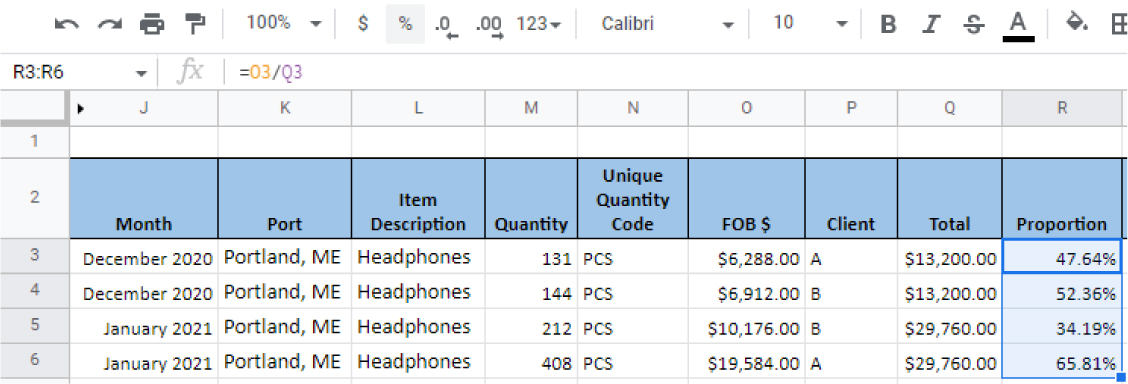 100% $ % .0 .00 123 Calibri 10 B I S A
R3:R6 fx =O3/Q3
J K L M N O P Q R
1
2 Month Port Item Description Quantity Unique Quantity Code FOB $ Client Total Proportion
3 December 2020 Portland, ME Headphones 131 PCS $6,288.00 A $13,200.00 47.64%
4 December 2020 Portland, ME Headphones 144 PCS $6,912.00 B $13,200.00 52.36%
5 January 2021 Portland, ME Headphones 212 PCS $10,176.00 B $29,760.00 34.19%
6 January 2021 Portland, ME Headphones 408 PCS $19,584.00 A $29,760.00 65.81%